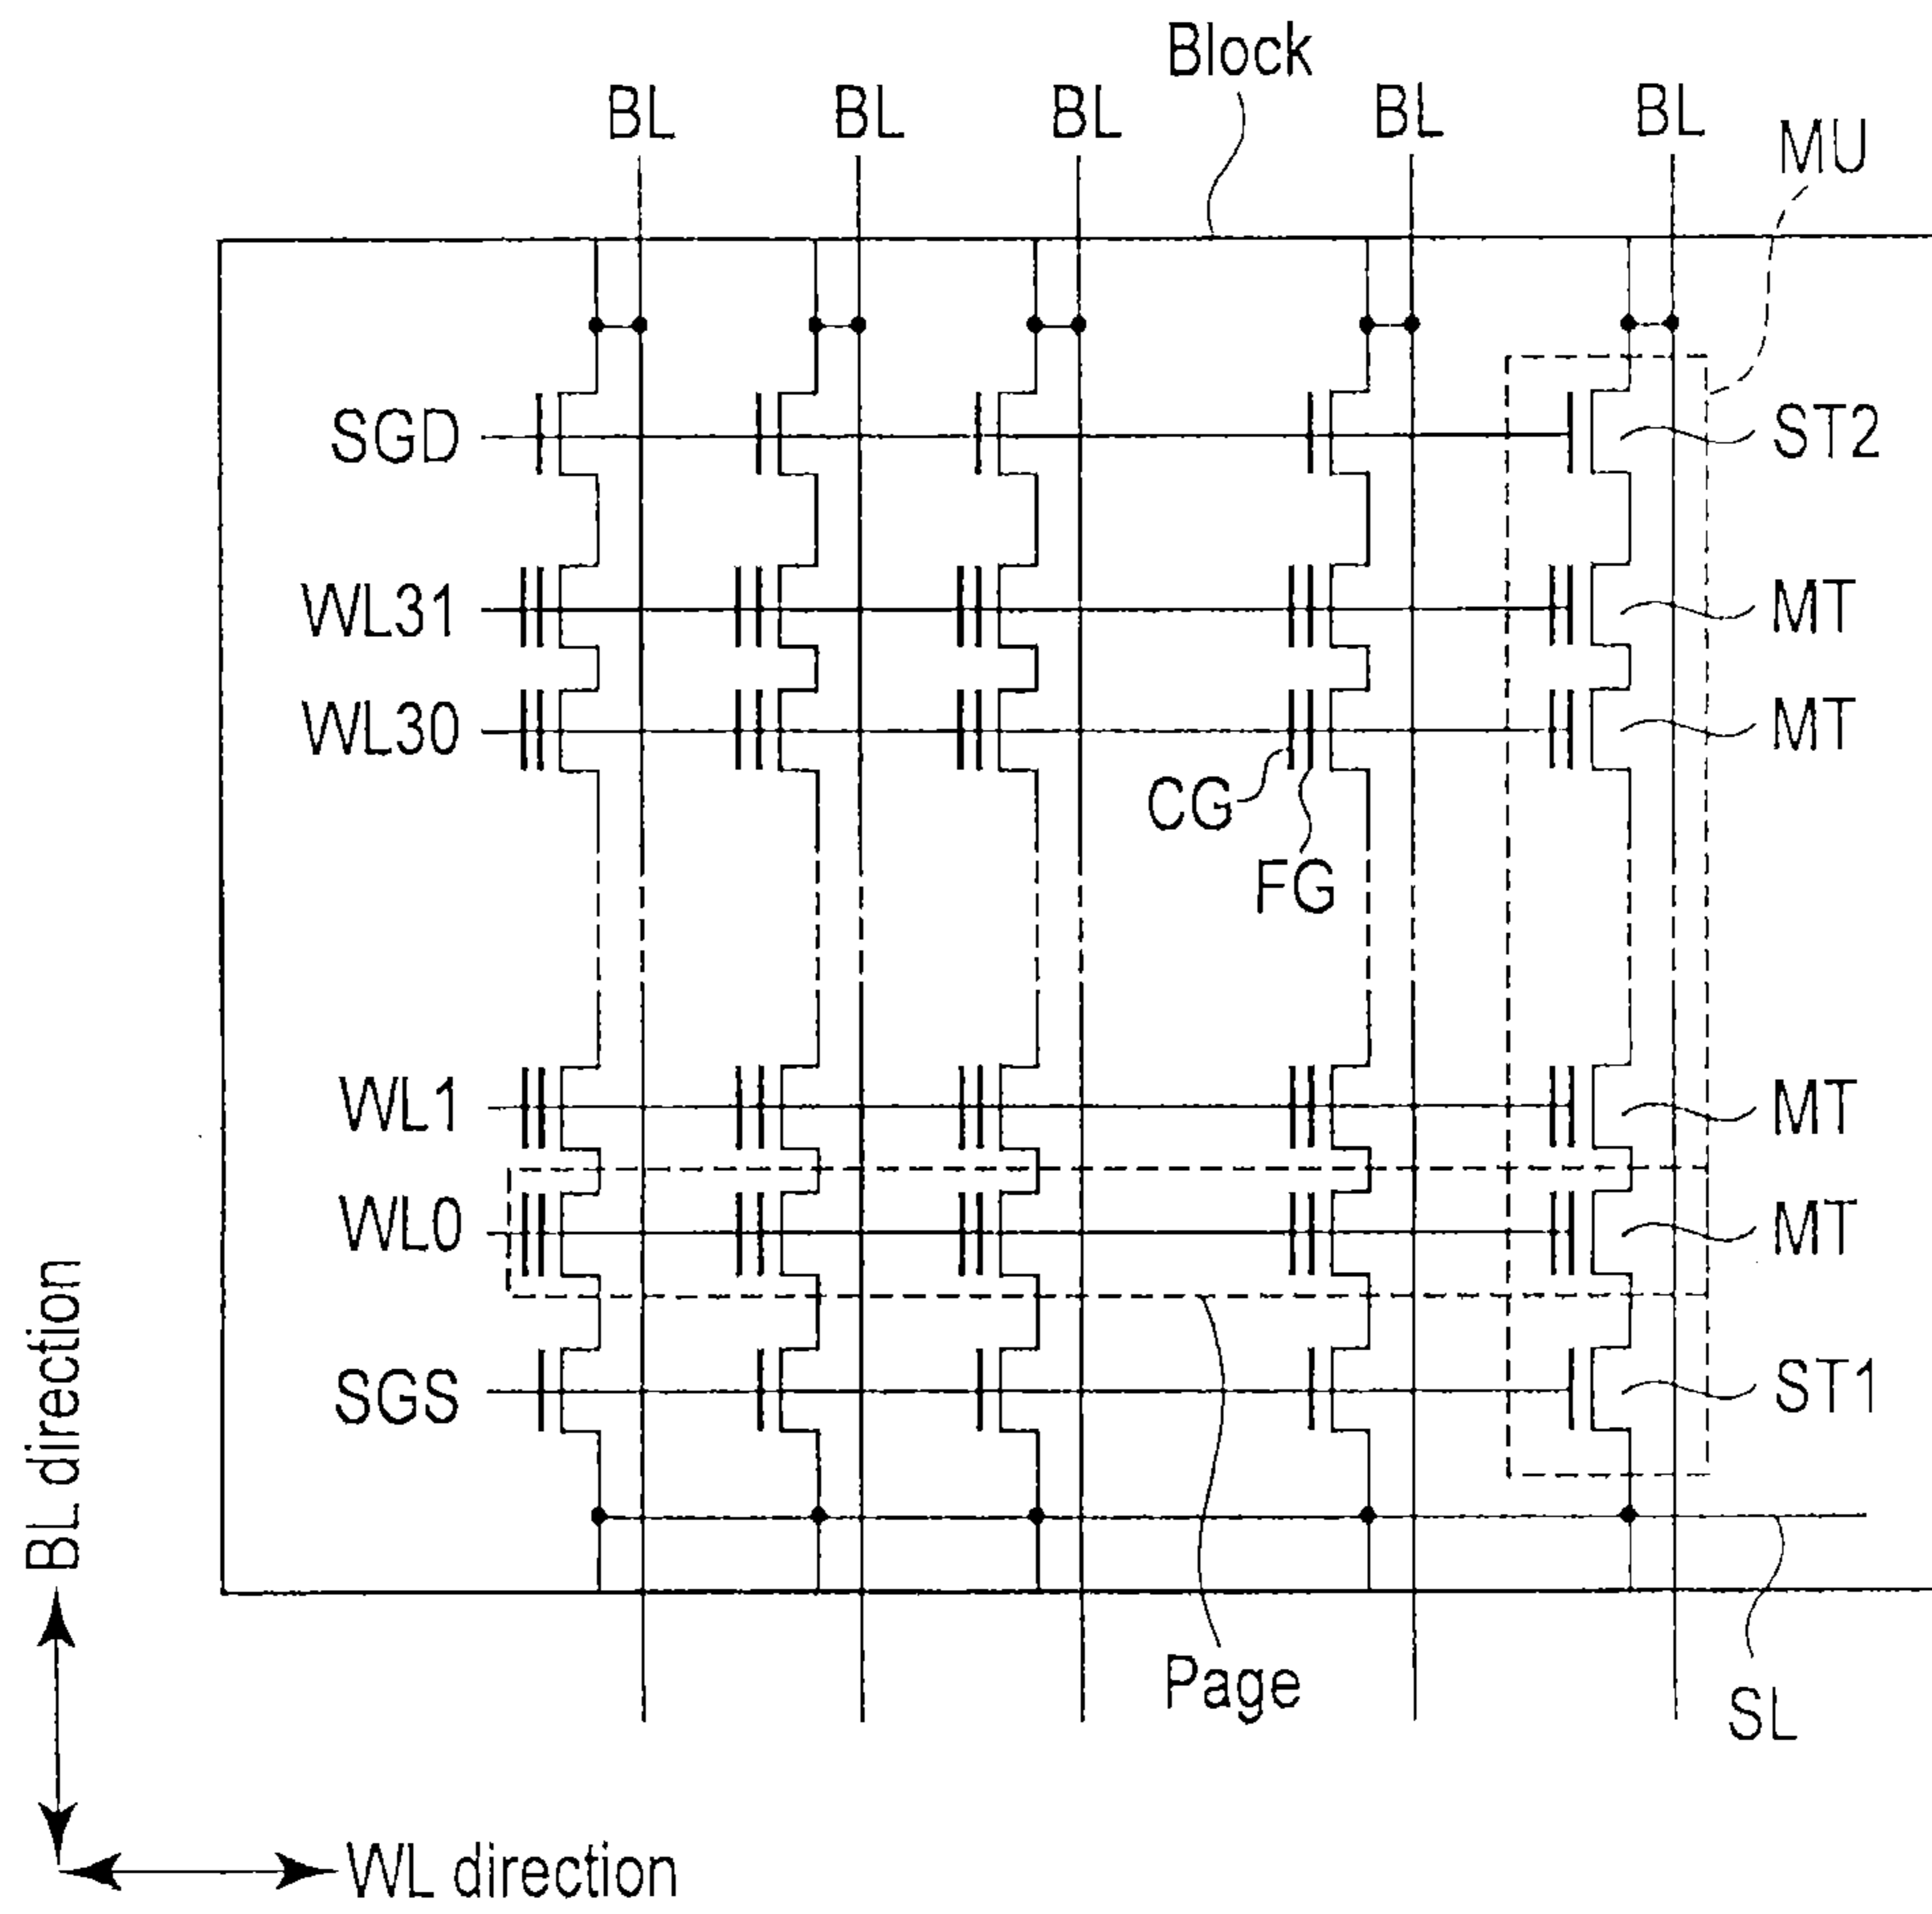 Block
BL BL BL BL BL
MU
SGD ST2
WL31 MT
WL30 MT
CG
FG
WL1 MT
WL0 MT
SGS ST1
BL direction
Page
SL
WL direction